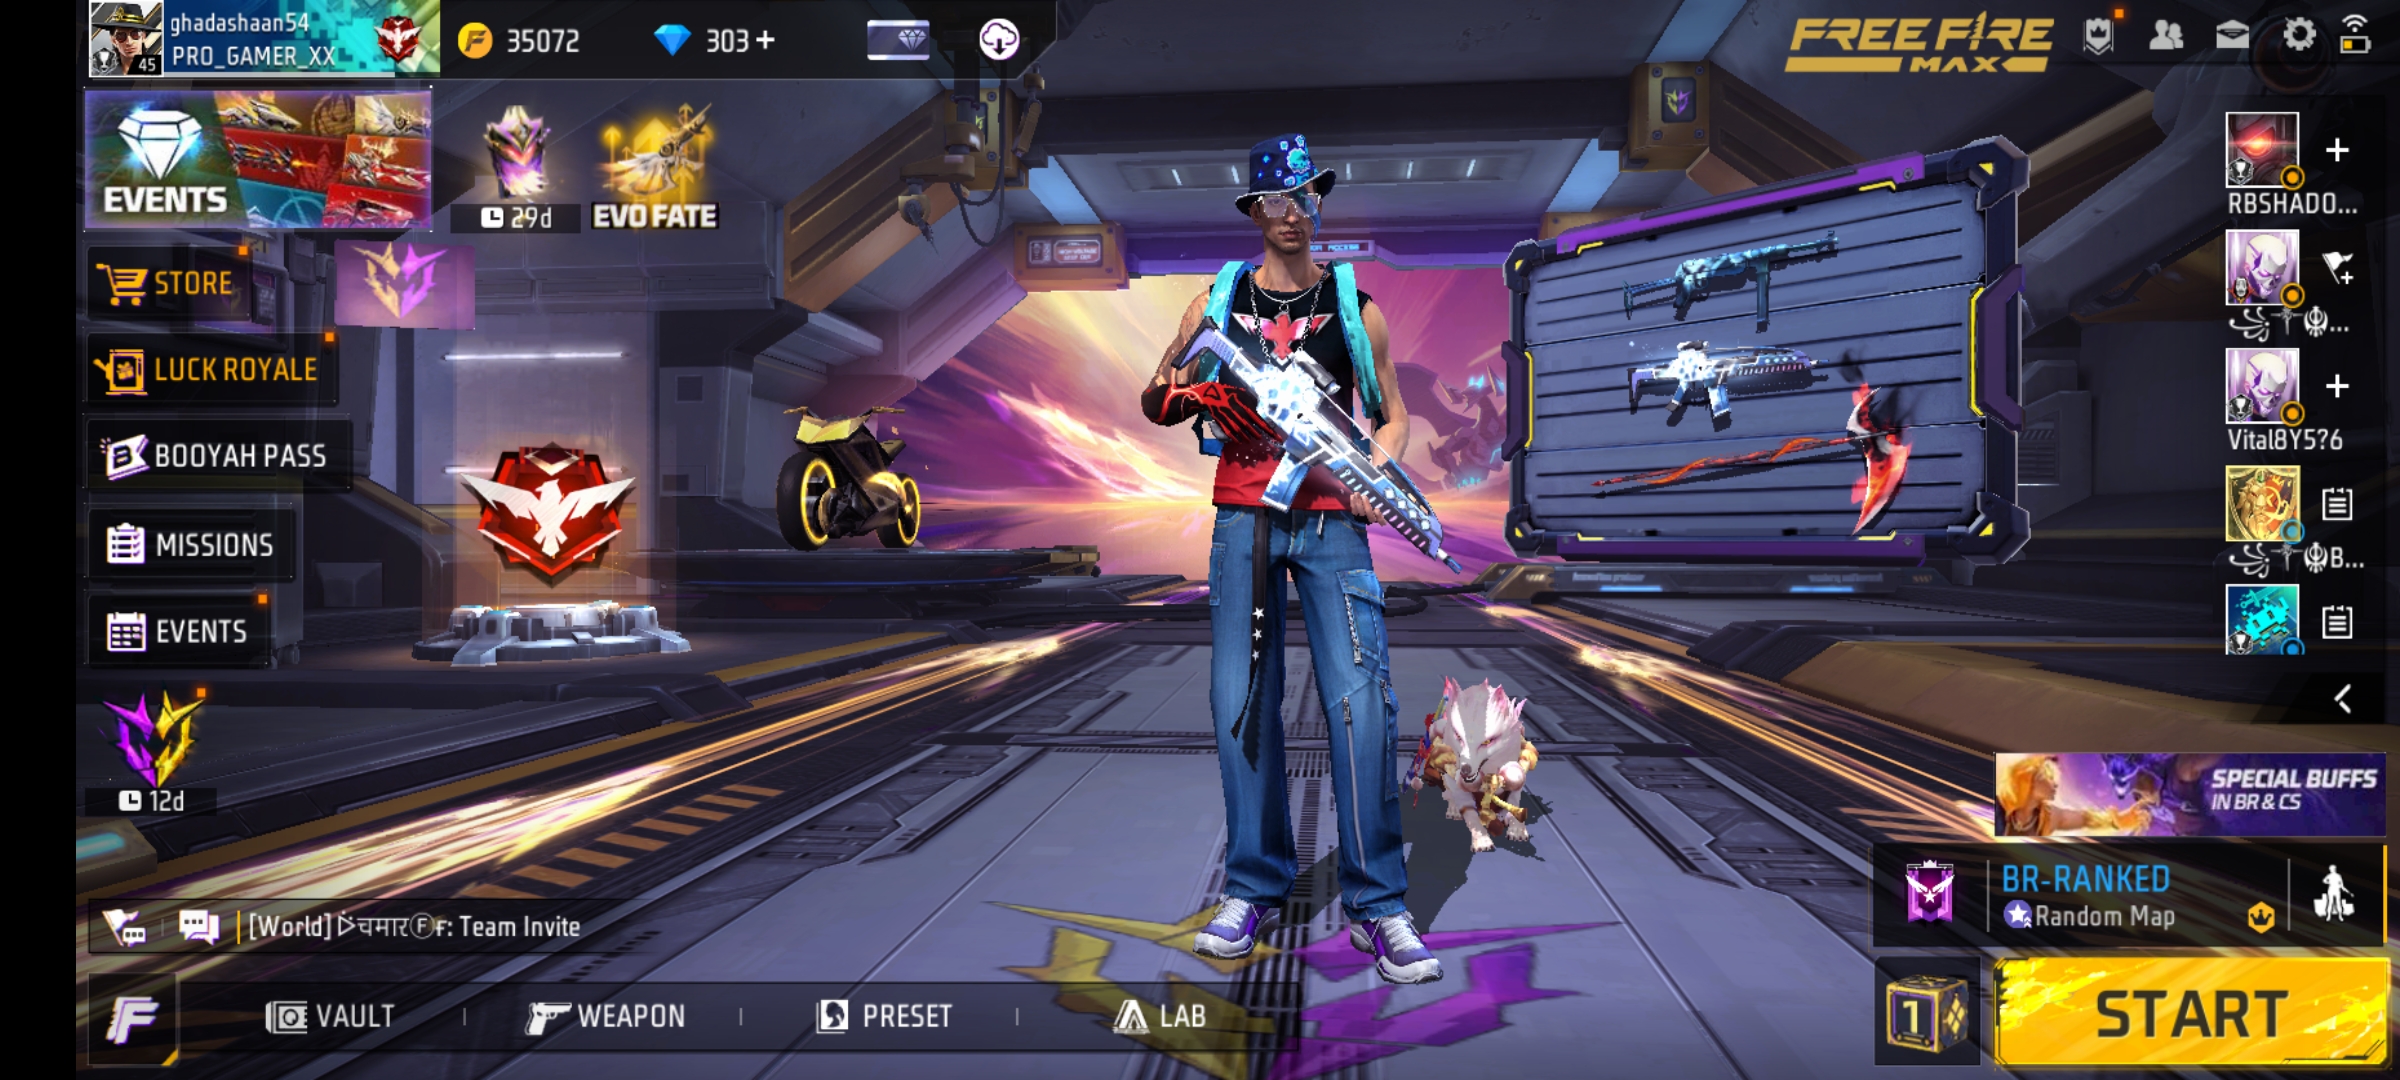 ghadashaan54
PRO_GAMER_XX
45
35072
303 +
FREE FIRE
MAX
EVENTS
29d
EVO FATE
STORE
LUCK ROYALE
BOOYAH PASS
MISSIONS
EVENTS
12d
RBSHADO...
Vital8Y5?6
SPECIAL BUFFS
IN BR & CS
BR-RANKED
Random Map
[World]ᐅचमारⒻF: Team Invite
VAULT
WEAPON
PRESET
LAB
1
START